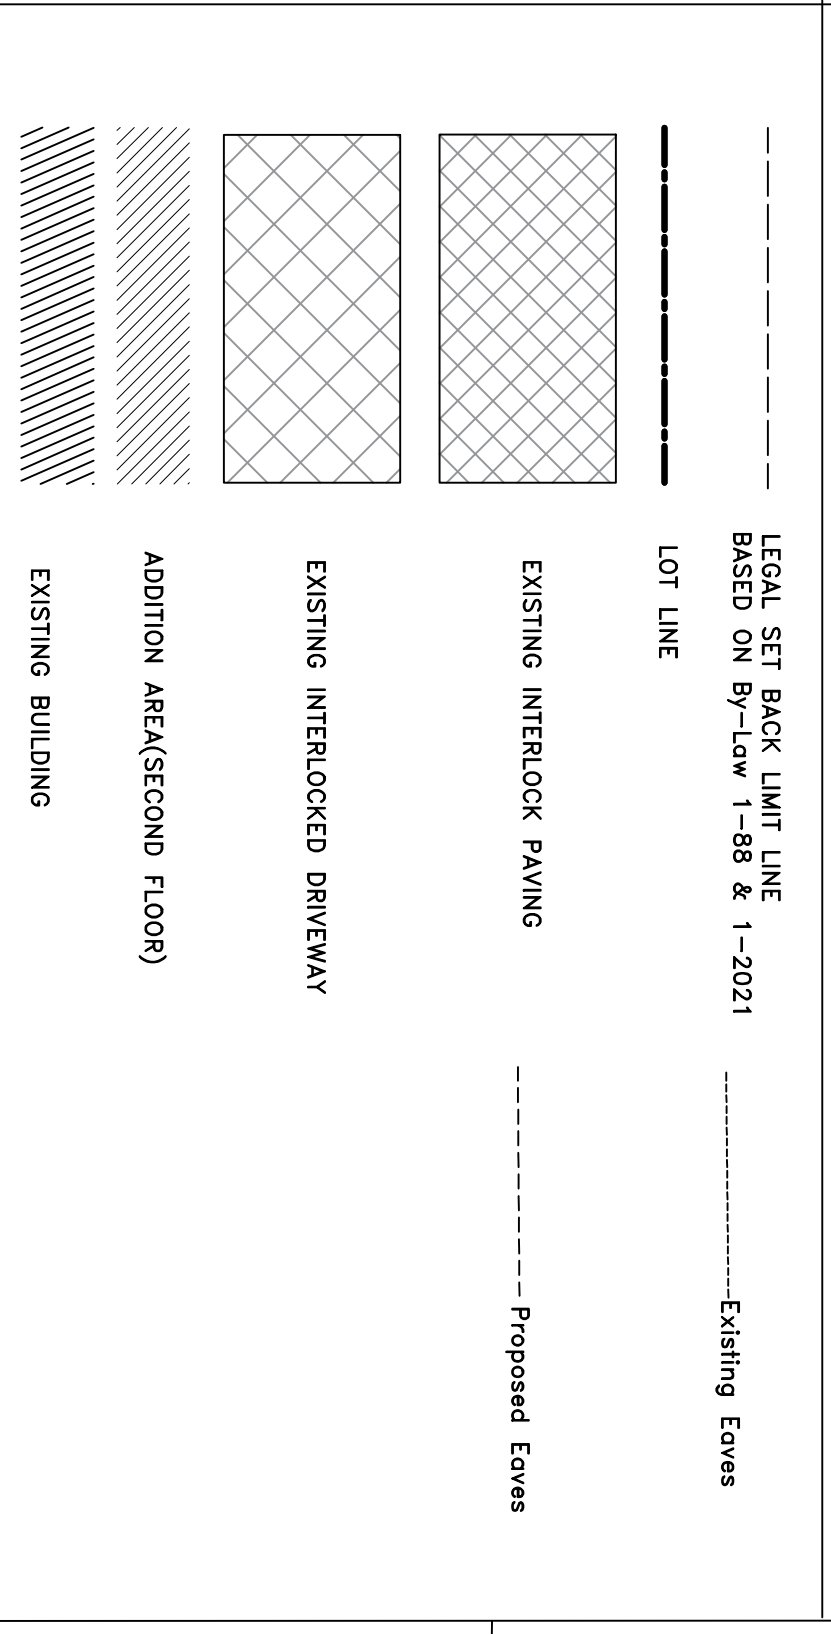 LEGAL SET BACK LIMIT LINE
BASED ON By-Law 1-88 & 1-2021
Existing Eaves
LOT LINE
EXISTING INTERLOCK PAVING
Proposed Eaves
EXISTING INTERLOCKED DRIVEWAY
ADDITION AREA(SECOND FLOOR)
EXISTING BUILDING